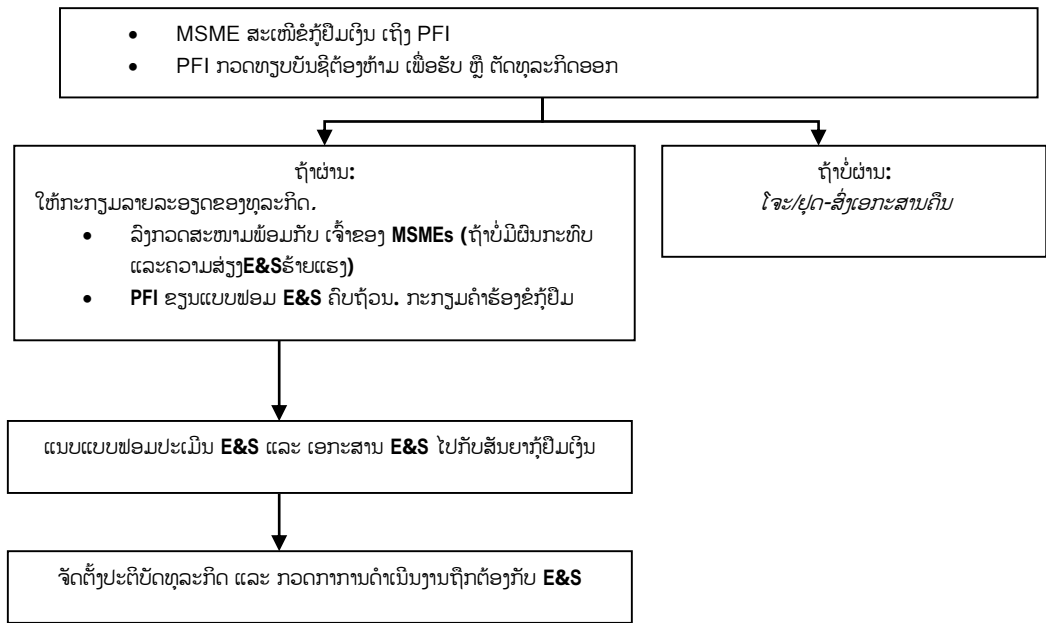 • MSME ສະເໜີຂໍກູ້ຢືມເງິນ ເຖິງ PFI
• PFI ກວດທຽບບັນຊີຕ້ອງຫ້າມ ເພື່ອຮັບ ຫຼື ຕັດທຸລະກິດອອກ
ຖ້າຜ່ານ:
ໃຫ້ກະກຽມລາຍລະອຽດຂອງທຸລະກິດ.
• ລົງກວດສະໜາມພ້ອມກັບ ເຈົ້າຂອງ MSMEs (ຖ້າບໍ່ມີຜົນກະທົບ
ແລະຄວາມສ່ຽງE&Sຮ້າຍແຮງ)
• PFI ຂຽນແບບຟອມ E&S ຄົບຖ້ວນ. ກະກຽມຄໍາຮ້ອງຂໍກູ້ຢືມ
ຖ້າບໍ່ຜ່ານ:
ໂຈະ/ຢຸດ-ສົ່ງເອກະສານຄືນ
ແນບແບບຟອມປະເມີນ E&S ແລະ ເອກະສານ E&S ໄປກັບສັນຍາກູ້ຢືມເງິນ
ຈັດຕັ້ງປະຕິບັດທຸລະກິດ ແລະ ກວດກາການດໍາເນີນງານຖືກຕ້ອງກັບ E&S